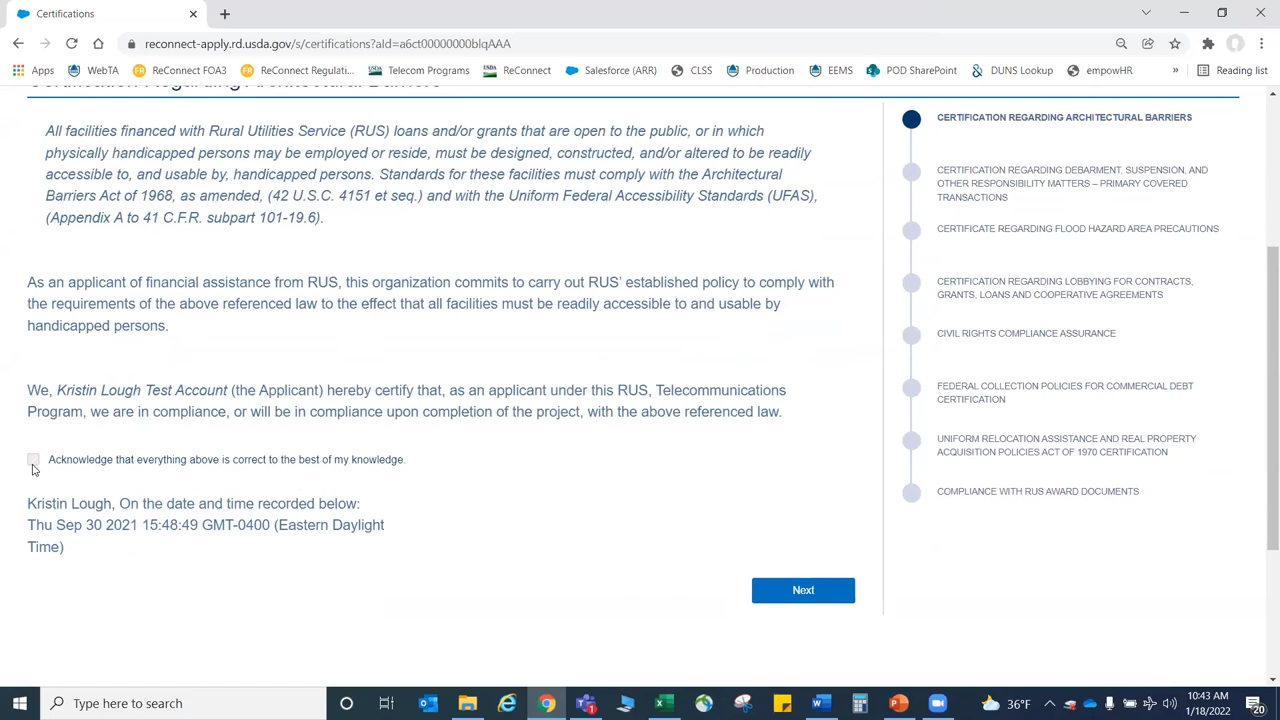 Certifications
reconnect-apply.rd.usda.gov/s/certifications?aId=a6ct00000000blqAAA
Apps
WebTA
ReConnect FOA3
ReConnect Regulati...
Telecom Programs
ReConnect
Salesforce (ARR)
CLSS
Production
EEMS
POD SharePoint
DUNS Lookup
empowHR
»
Reading list
Certification Regarding Architectural Barriers
All facilities financed with Rural Utilities Service (RUS) loans and/or grants that are open to the public, or in which
physically handicapped persons may be employed or reside, must be designed, constructed, and/or altered to be readily
accessible to, and usable by, handicapped persons. Standards for these facilities must comply with the Architectural
Barriers Act of 1968, as amended, (42 U.S.C. 4151 et seq.) and with the Uniform Federal Accessibility Standards (UFAS),
(Appendix A to 41 C.F.R. subpart 101-19.6).
As an applicant of financial assistance from RUS, this organization commits to carry out RUS’ established policy to comply with
the requirements of the above referenced law to the effect that all facilities must be readily accessible to and usable by
handicapped persons.
We, Kristin Lough Test Account (the Applicant) hereby certify that, as an applicant under this RUS, Telecommunications
Program, we are in compliance, or will be in compliance upon completion of the project, with the above referenced law.
Acknowledge that everything above is correct to the best of my knowledge.
Kristin Lough, On the date and time recorded below:
Thu Sep 30 2021 15:48:49 GMT-0400 (Eastern Daylight
Time)
Next
CERTIFICATION REGARDING ARCHITECTURAL BARRIERS
CERTIFICATION REGARDING DEBARMENT, SUSPENSION, AND
OTHER RESPONSIBILITY MATTERS – PRIMARY COVERED
TRANSACTIONS
CERTIFICATE REGARDING FLOOD HAZARD AREA PRECAUTIONS
CERTIFICATION REGARDING LOBBYING FOR CONTRACTS,
GRANTS, LOANS AND COOPERATIVE AGREEMENTS
CIVIL RIGHTS COMPLIANCE ASSURANCE
FEDERAL COLLECTION POLICIES FOR COMMERCIAL DEBT
CERTIFICATION
UNIFORM RELOCATION ASSISTANCE AND REAL PROPERTY
ACQUISITION POLICIES ACT OF 1970 CERTIFICATION
COMPLIANCE WITH RUS AWARD DOCUMENTS
Type here to search
36°F
10:43 AM
1/18/2022
20